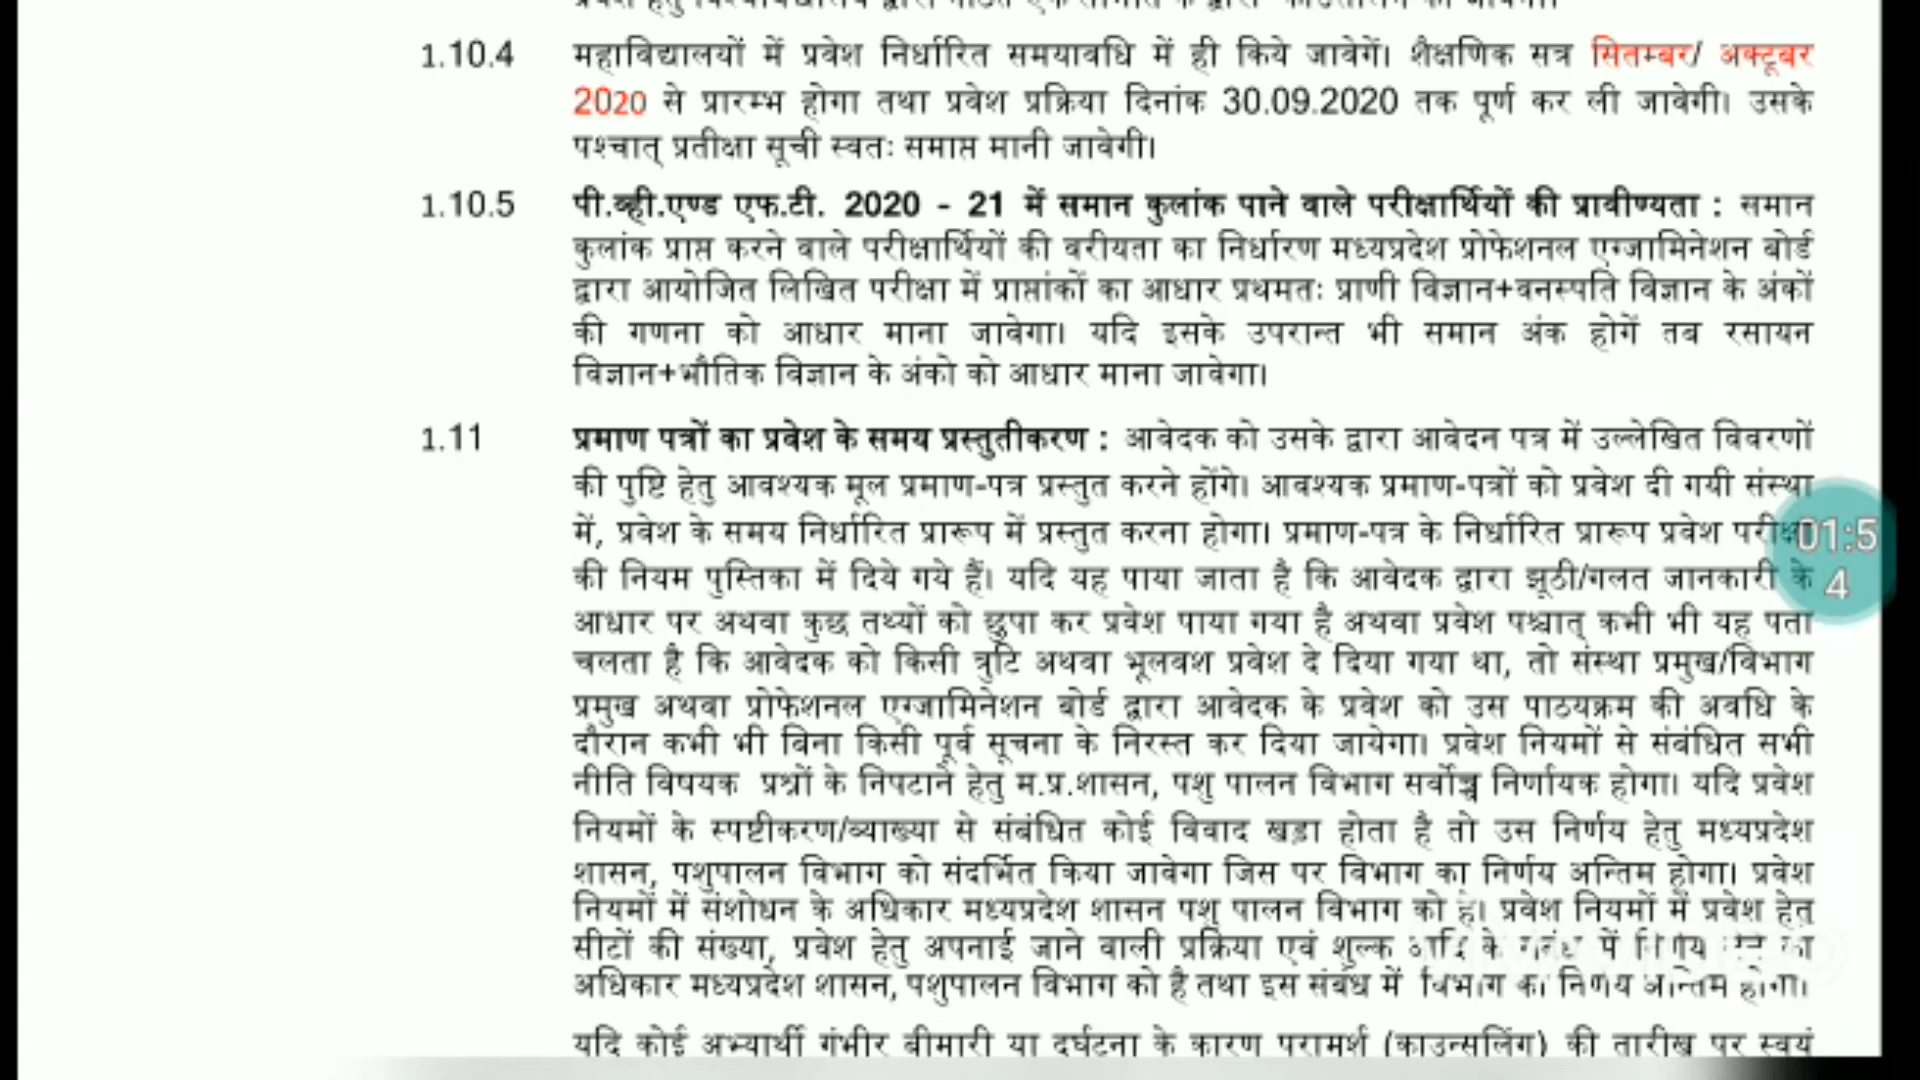 1.10.4 महाविद्यालयों में प्रवेश निर्धारित समयावधि में ही किये जावेगें। शैक्षणिक सत्र सितम्बर/ अक्टूबर
2020 से प्रारम्भ होगा तथा प्रवेश प्रक्रिया दिनांक 30.09.2020 तक पूर्ण कर ली जावेगी। उसके
पश्चात् प्रतीक्षा सूची स्वतः समाप्त मानी जावेगी।
1.10.5 पी.व्ही.एण्ड एफ.टी. 2020 - 21 में समान कुलांक पाने वाले परीक्षार्थियों की प्रावीण्यता : समान
कुलांक प्राप्त करने वाले परीक्षार्थियों की वरीयता का निर्धारण मध्यप्रदेश प्रोफेशनल एग्जामिनेशन बोर्ड
द्वारा आयोजित लिखित परीक्षा में प्राप्तांकों का आधार प्रथमतः प्राणी विज्ञान+वनस्पति विज्ञान के अंकों
की गणना को आधार माना जावेगा। यदि इसके उपरान्त भी समान अंक होगें तब रसायन
विज्ञान+भौतिक विज्ञान के अंको को आधार माना जावेगा।
1.11 प्रमाण पत्रों का प्रवेश के समय प्रस्तुतीकरण : आवेदक को उसके द्वारा आवेदन पत्र में उल्लेखित विवरणों
की पुष्टि हेतु आवश्यक मूल प्रमाण-पत्र प्रस्तुत करने होंगे। आवश्यक प्रमाण-पत्रों को प्रवेश दी गयी संस्था
में, प्रवेश के समय निर्धारित प्रारूप में प्रस्तुत करना होगा। प्रमाण-पत्र के निर्धारित प्रारूप प्रवेश
की नियम पुस्तिका में दिये गये हैं। यदि यह पाया जाता है कि आवेदक द्वारा झूठी/गलत जानकारी के
आधार पर अथवा कुछ तथ्यों को छुपा कर प्रवेश पाया गया है अथवा प्रवेश पश्चात् कभी भी यह पता
चलता है कि आवेदक को किसी त्रुटि अथवा भूलवश प्रवेश दे दिया गया था, तो संस्था प्रमुख/विभाग
प्रमुख अथवा प्रोफेशनल एग्जामिनेशन बोर्ड द्वारा आवेदक के प्रवेश को उस पाठयक्रम की अवधि के
दौरान कभी भी बिना किसी पूर्व सूचना के निरस्त कर दिया जायेगा। प्रवेश नियमों से संबंधित सभी
नीति विषयक प्रश्नों के निपटाने हेतु म.प्र.शासन, पशु पालन विभाग सर्वोच्च निर्णायक होगा। यदि प्रवेश
नियमों के स्पष्टीकरण/व्याख्या से संबंधित कोई विवाद खड़ा होता है तो उस निर्णय हेतु मध्यप्रदेश
शासन, पशुपालन विभाग को संदर्भित किया जावेगा जिस पर विभाग का निर्णय अन्तिम होगा। प्रवेश
नियमों में संशोधन के अधिकार मध्यप्रदेश शासन पशु पालन विभाग को है। प्रवेश नियमों में प्रवेश हेतु
सीटों की संख्या, प्रवेश हेतु अपनाई जाने वाली प्रक्रिया एवं शुल्क आदि के में
अधिकार मध्यप्रदेश शासन, पशुपालन विभाग को है तथा इस संबंध में विभाग का निर्णय अन्तिम होगा।
यदि कोई अभ्यार्थी गंभीर बीमारी या दुर्घटना के कारण परामर्श (काउन्सलिंग) की तारीख पर स्वयं
01:5
4